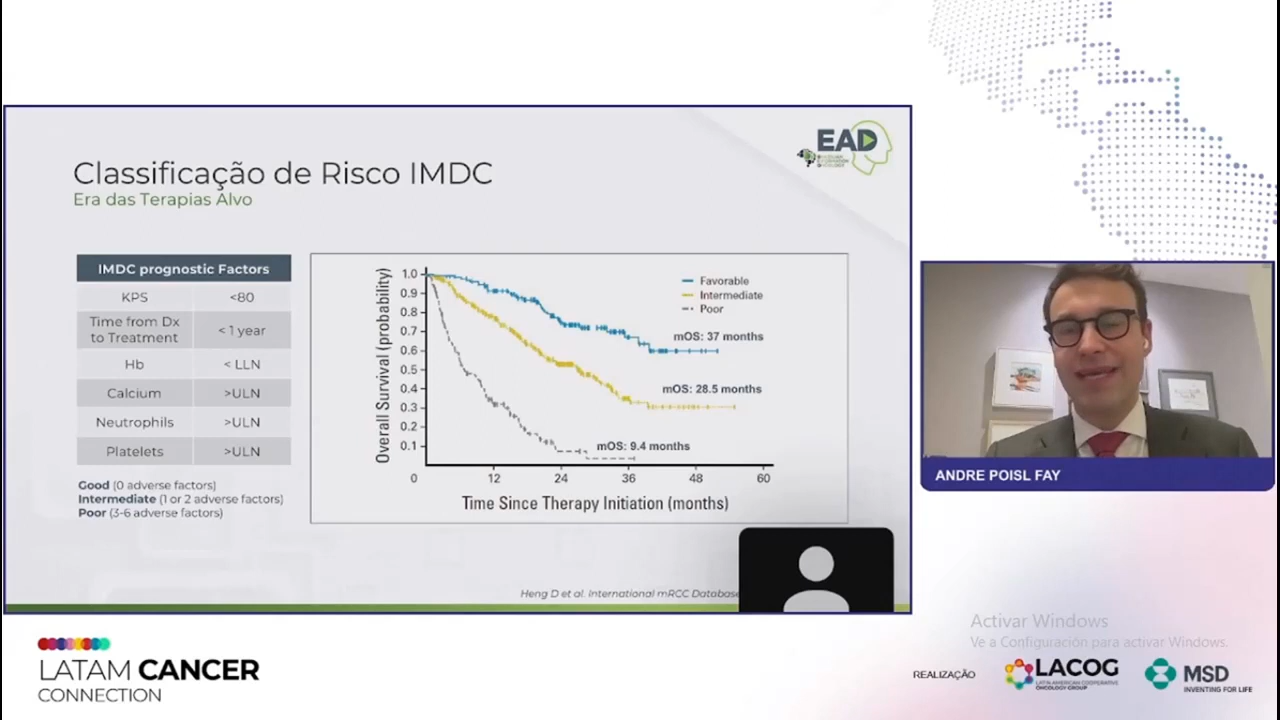 EAD
Classificação de Risco IMDC
Era das Terapias Alvo
IMDC prognostic Factors
KPS <80
Time from Dx
to Treatment < 1 year
Hb < LLN
Calcium >ULN
Neutrophils >ULN
Platelets >ULN
Good (0 adverse factors)
Intermediate (1 or 2 adverse factors)
Poor (3-6 adverse factors)
Overall Survival (probability)
1.0
0.9
0.8
0.7
0.6
0.5
0.4
0.3
0.2
0.1
0 12 24 36 48 60
Time Since Therapy Initiation (months)
Favorable
Intermediate
Poor
mOS: 37 months
mOS: 28.5 months
mOS: 9.4 months
Heng D et al. International mRCC Database
ANDRE POISL FAY
Activar Windows
Ve a Configuración para activar Windows.
LATAM CANCER
CONNECTION
REALIZAÇÃO
LACOG
LATIN AMERICAN COOPERATIVE
ONCOLOGY GROUP
MSD
INVENTING FOR LIFE